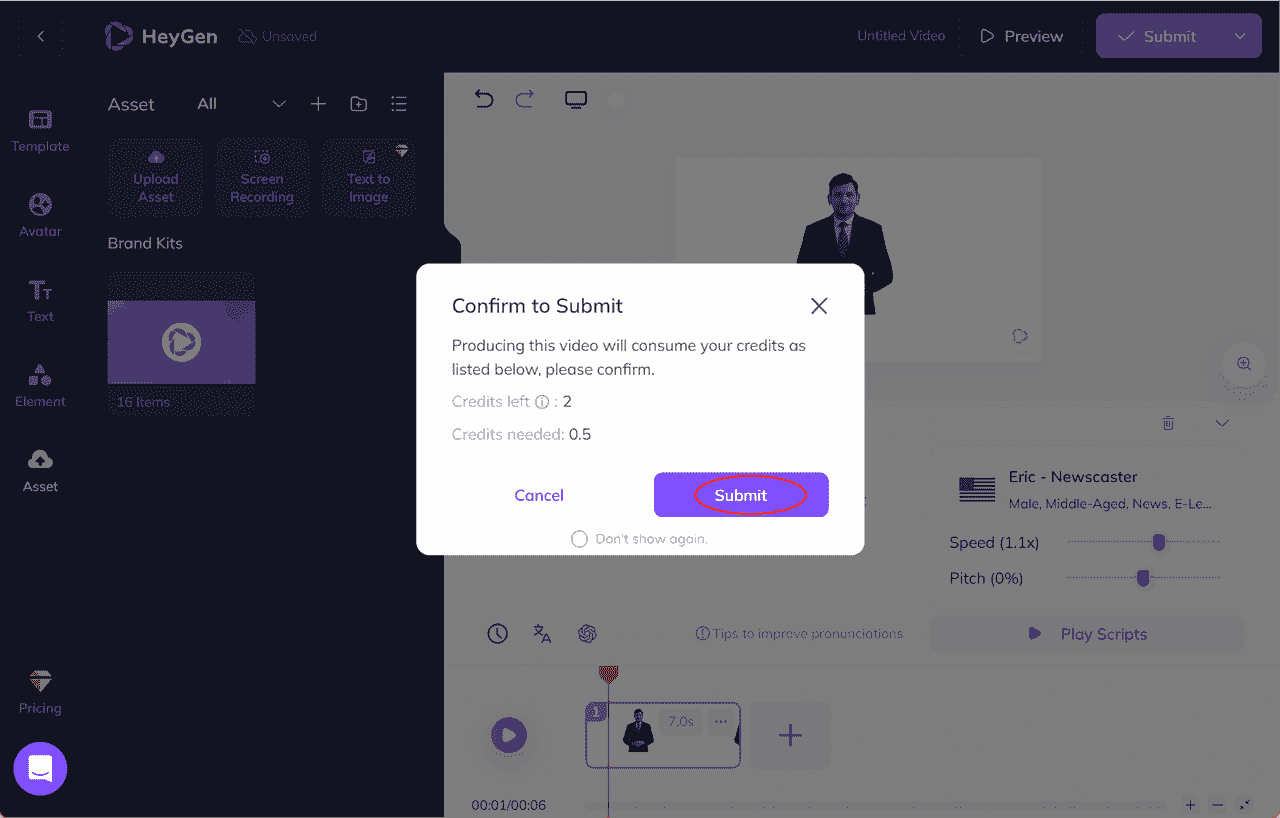 HeyGen
Unsaved
Untitled Video
Preview
Submit
Template
Avatar
Text
Element
Asset
Pricing
Asset
All
Upload
Asset
Screen
Recording
Text to
Image
Brand Kits
16 Items
Confirm to Submit
Producing this video will consume your credits as
listed below, please confirm.
Credits left : 2
Credits needed: 0.5
Cancel
Submit
Don't show again.
Eric - Newscaster
Male, Middle-Aged, News, E-Le...
Speed (1.1x)
Pitch (0%)
Tips to improve pronunciations
Play Scripts
1
7.0s
00:01/00:06